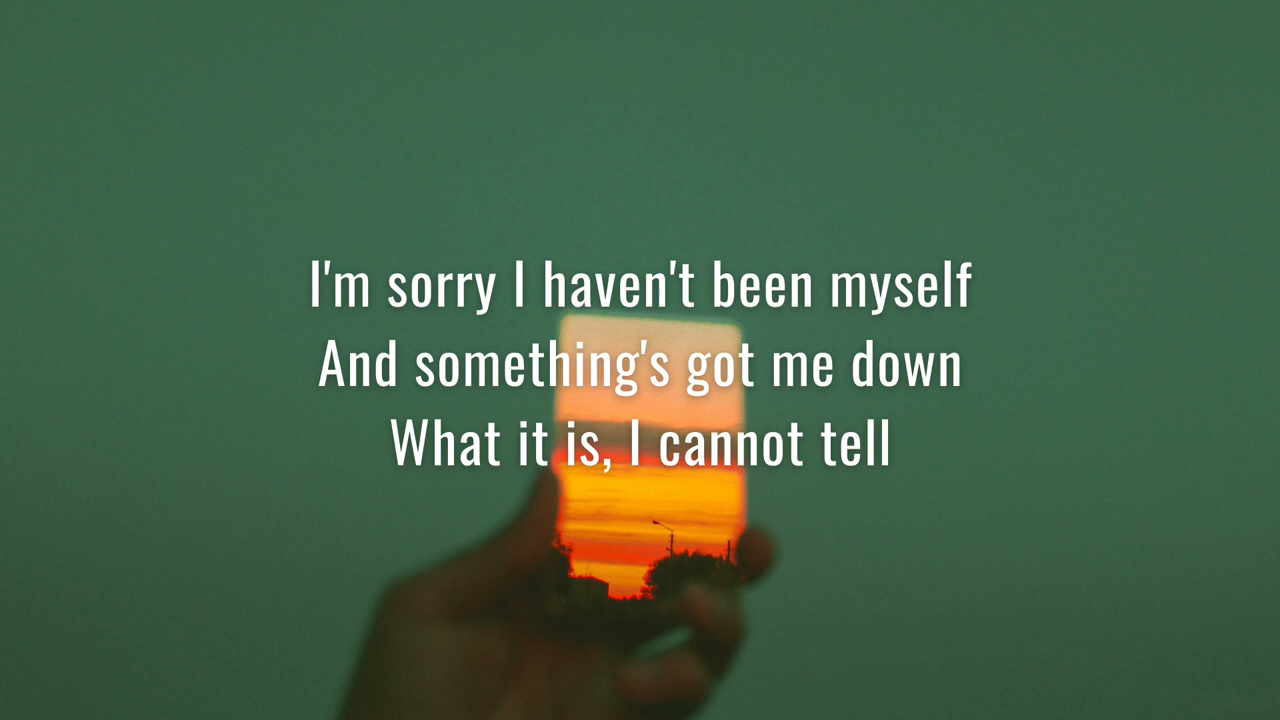 I'm sorry I haven't been myself
And something's got me down
What it is, I cannot tell